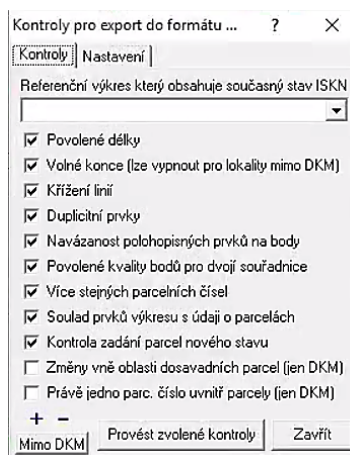 Kontroly pro export do formátu ... ? ×
Kontroly Nastavení
Referenční výkres který obsahuje současný stav ISKN
Povolené délky
Volné konce (lze vypnout pro lokality mimo DKM)
Křížení linií
Duplicitní prvky
Navázanost polohopisných prvků na body
Povolené kvality bodů pro dvojí souřadnice
Více stejných parcelních čísel
Soulad prvků výkresu s údaji o parcelách
Kontrola zadání parcel nového stavu
Změny vně oblasti dosavadních parcel (jen DKM)
Právě jedno parc. číslo uvnitř parcely (jen DKM)
+ −
Mimo DKM Provést zvolené kontroly Zavřít